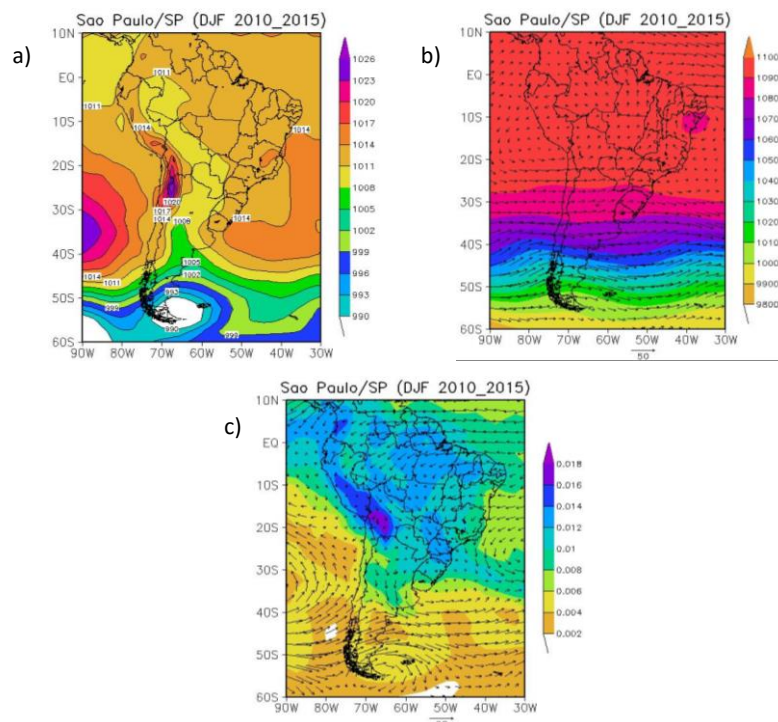 a)
Sao Paulo/SP (DJF 2010_2015)
10N
EQ
10S
20S
30S
40S
50S
60S
90W 80W 70W 60W 50W 40W 30W
1011
1011
1014
1014
1020
1017
1014 1008
1014
1005
1002
1014
1011
999
993
990
1026
1023
1020
1017
1014
1011
1008
1005
1002
999
996
993
990
b)
Sao Paulo/SP (DJF 2010_2015)
10N
EQ
10S
20S
30S
40S
50S
60S
90W 80W 70W 60W 50W 40W 30W
50
1100
1090
1080
1070
1060
1050
1040
1030
1020
1010
1000
9900
9800
c)
Sao Paulo/SP (DJF 2010_2015)
10N
EQ
10S
20S
30S
40S
50S
60S
90W 80W 70W 60W 50W 40W 30W
0.018
0.016
0.014
0.012
0.01
0.008
0.006
0.004
0.002